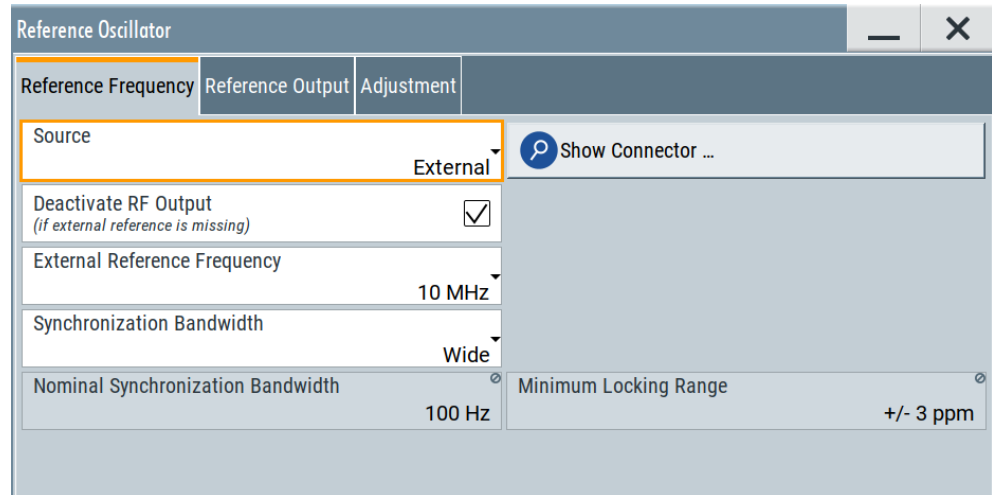 Reference Oscillator
Reference Frequency Reference Output Adjustment
Source
External
Show Connector ...
Deactivate RF Output
(if external reference is missing)
External Reference Frequency
10 MHz
Synchronization Bandwidth
Wide
Nominal Synchronization Bandwidth
100 Hz
Minimum Locking Range
+/- 3 ppm